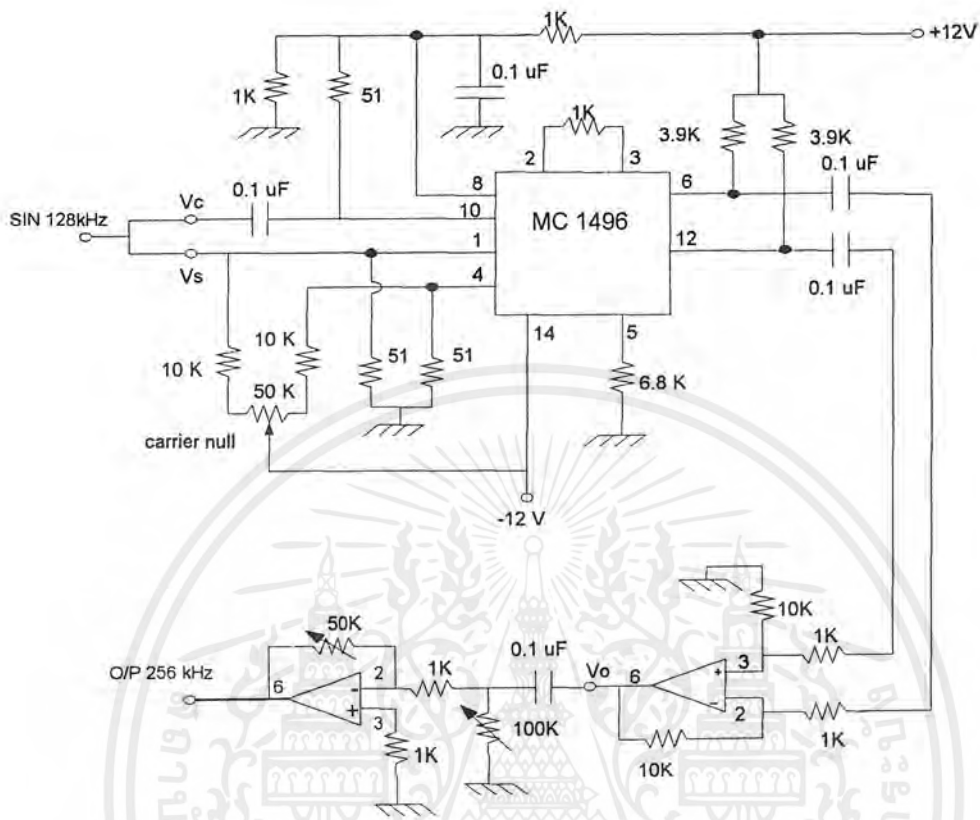 1K
+12V
0.1 uF
1K
51
1K
3.9K
3.9K
2
3
0.1 uF
0.1 uF
8
6
Vc
10
MC 1496
SIN 128kHz
1
12
Vs
4
0.1 uF
14
5
10 K
10 K
51
51
6.8 K
50 K
carrier null
-12 V
10K
50K
1K
0.1 uF
O/P 256 kHz
6
2
1K
Vo
6
3
+
-
+
-
3
2
100K
1K
1K
10K